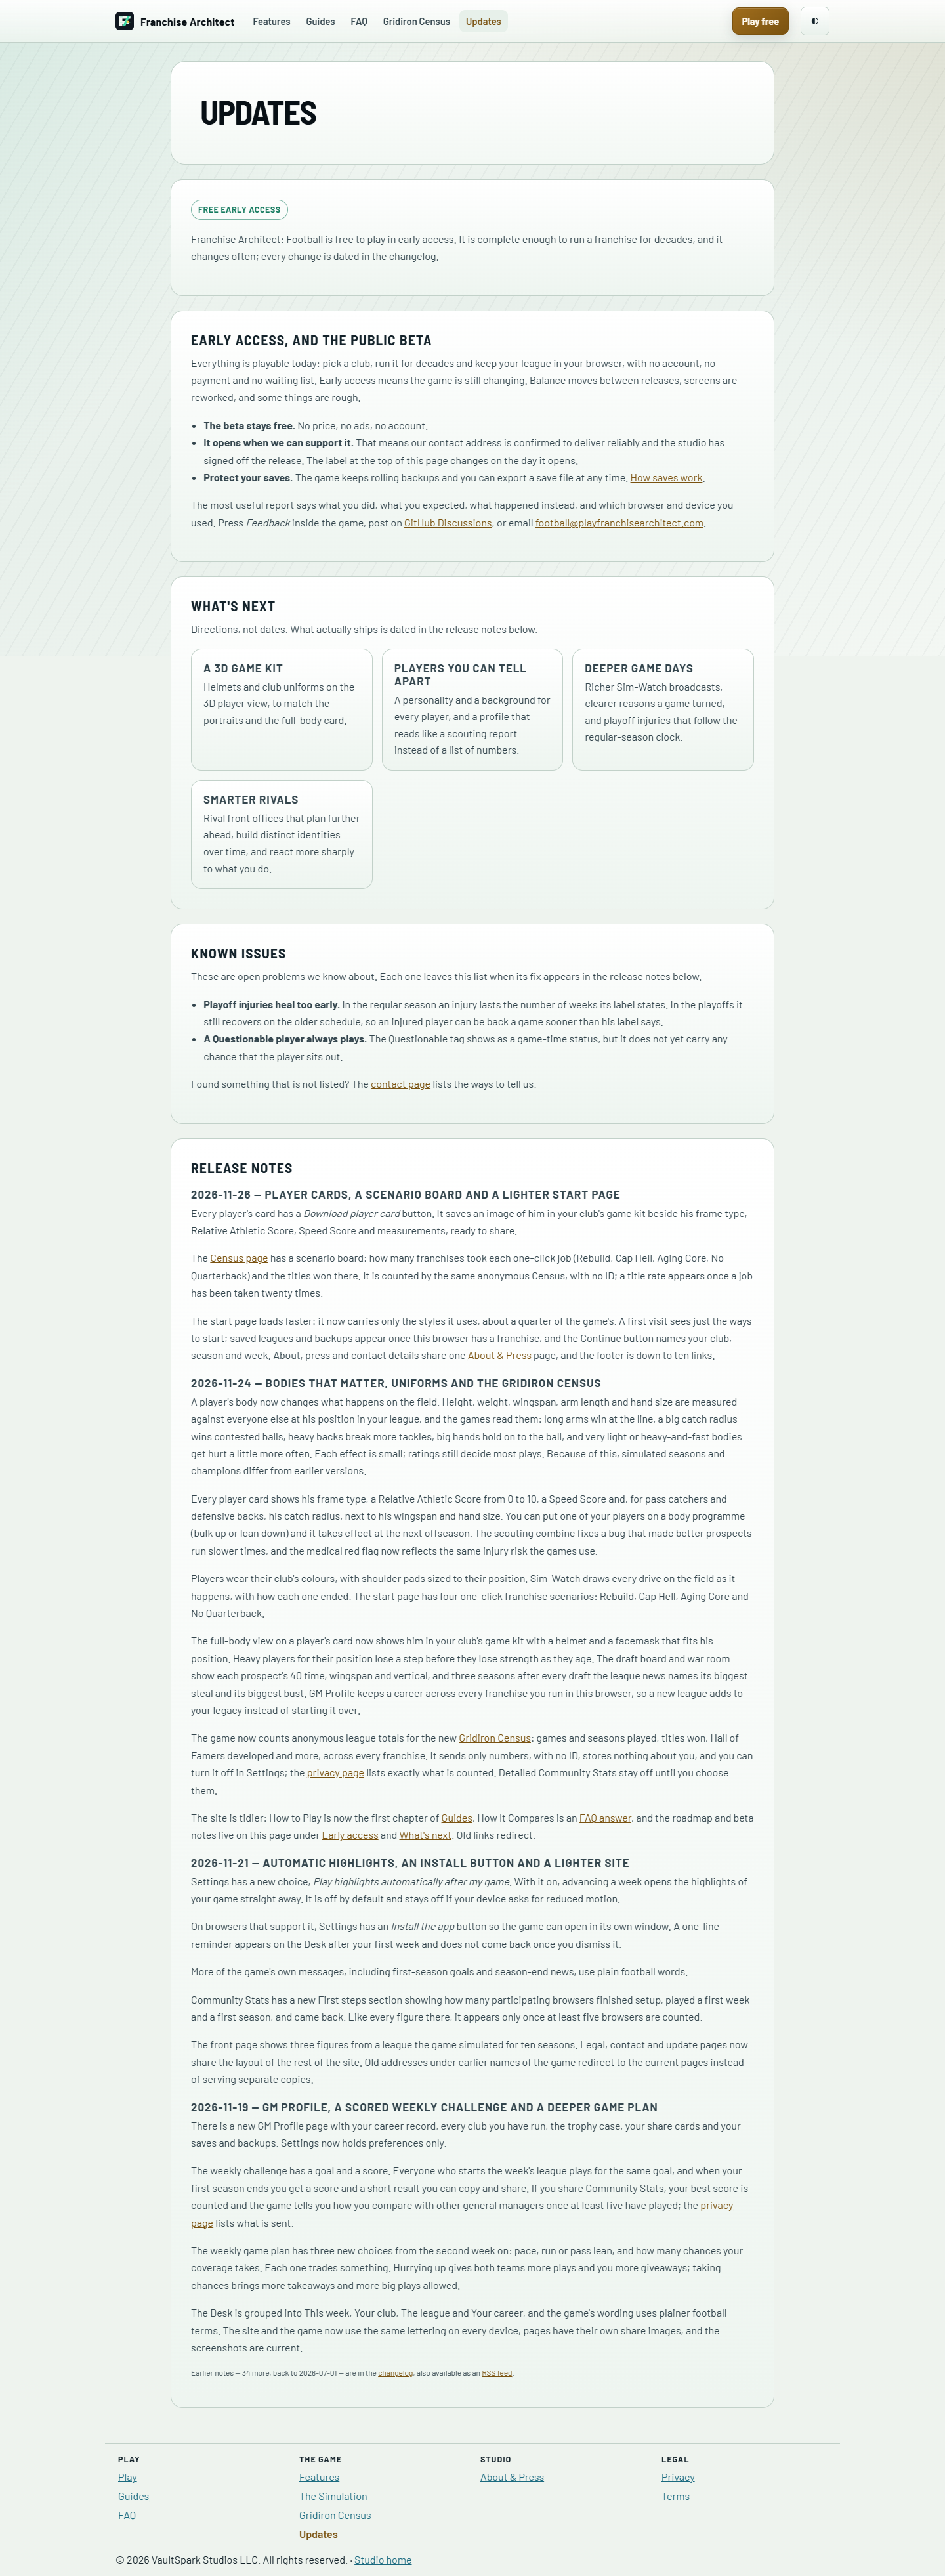 Franchise Architect Features Guides FAQ Gridiron Census Updates Play free
UPDATES
FREE EARLY ACCESS
Franchise Architect: Football is free to play in early access. It is complete enough to run a franchise for decades, and it
changes often; every change is dated in the changelog.
EARLY ACCESS, AND THE PUBLIC BETA
Everything is playable today: pick a club, run it for decades and keep your league in your browser, with no account, no
payment and no waiting list. Early access means the game is still changing. Balance moves between releases, screens are
reworked, and some things are rough.
• The beta stays free. No price, no ads, no account.
• It opens when we can support it. That means our contact address is confirmed to deliver reliably and the studio has
signed off the release. The label at the top of this page changes on the day it opens.
• Protect your saves. The game keeps rolling backups and you can export a save file at any time. How saves work.
The most useful report says what you did, what you expected, what happened instead, and which browser and device you
used. Press Feedback inside the game, post on GitHub Discussions, or email football@playfranchisearchitect.com.
WHAT'S NEXT
Directions, not dates. What actually ships is dated in the release notes below.
A 3D GAME KIT
Helmets and club uniforms on the
3D player view, to match the
portraits and the full-body card.
PLAYERS YOU CAN TELL
APART
A personality and a background for
every player, and a profile that
reads like a scouting report
instead of a list of numbers.
DEEPER GAME DAYS
Richer Sim-Watch broadcasts,
clearer reasons a game turned,
and playoff injuries that follow the
regular-season clock.
SMARTER RIVALS
Rival front offices that plan further
ahead, build distinct identities
over time, and react more sharply
to what you do.
KNOWN ISSUES
These are open problems we know about. Each one leaves this list when its fix appears in the release notes below.
• Playoff injuries heal too early. In the regular season an injury lasts the number of weeks its label states. In the playoffs it
still recovers on the older schedule, so an injured player can be back a game sooner than his label says.
• A Questionable player always plays. The Questionable tag shows as a game-time status, but it does not yet carry any
chance that the player sits out.
Found something that is not listed? The contact page lists the ways to tell us.
RELEASE NOTES
2026-11-26 — PLAYER CARDS, A SCENARIO BOARD AND A LIGHTER START PAGE
Every player's card has a Download player card button. It saves an image of him in your club's game kit beside his frame type,
Relative Athletic Score, Speed Score and measurements, ready to share.
The Census page has a scenario board: how many franchises took each one-click job (Rebuild, Cap Hell, Aging Core, No
Quarterback) and the titles won there. It is counted by the same anonymous Census, with no ID; a title rate appears once a job
has been taken twenty times.
The start page loads faster: it now carries only the styles it uses, about a quarter of the game's. A first visit sees just the ways
to start; saved leagues and backups appear once this browser has a franchise, and the Continue button names your club,
season and week. About, press and contact details share one About & Press page, and the footer is down to ten links.
2026-11-24 — BODIES THAT MATTER, UNIFORMS AND THE GRIDIRON CENSUS
A player's body now changes what happens on the field. Height, weight, wingspan, arm length and hand size are measured
against everyone else at his position in your league, and the games read them: long arms win at the line, a big catch radius
wins contested balls, heavy backs break more tackles, big hands hold on to the ball, and very light or heavy-and-fast bodies
get hurt a little more often. Each effect is small; ratings still decide most plays. Because of this, simulated seasons and
champions differ from earlier versions.
Every player card shows his frame type, a Relative Athletic Score from 0 to 10, a Speed Score and, for pass catchers and
defensive backs, his catch radius, next to his wingspan and hand size. You can put one of your players on a body programme
(bulk up or lean down) and it takes effect at the next offseason. The scouting combine fixes a bug that made better prospects
run slower times, and the medical red flag now reflects the same injury risk the games use.
Players wear their club's colours, with shoulder pads sized to their position. Sim-Watch draws every drive on the field as it
happens, with how each one ended. The start page has four one-click franchise scenarios: Rebuild, Cap Hell, Aging Core and
No Quarterback.
The full-body view on a player's card now shows him in your club's game kit with a helmet and a facemask that fits his
position. Heavy players for their position lose a step before they lose strength as they age. The draft board and war room
show each prospect's 40 time, wingspan and vertical, and three seasons after every draft the league news names its biggest
steal and its biggest bust. GM Profile keeps a career across every franchise you run in this browser, so a new league adds to
your legacy instead of starting it over.
The game now counts anonymous league totals for the new Gridiron Census: games and seasons played, titles won, Hall of
Famers developed and more, across every franchise. It sends only numbers, with no ID, stores nothing about you, and you can
turn it off in Settings; the privacy page lists exactly what is counted. Detailed Community Stats stay off until you choose
them.
The site is tidier: How to Play is now the first chapter of Guides, How It Compares is an FAQ answer, and the roadmap and beta
notes live on this page under Early access and What's next. Old links redirect.
2026-11-21 — AUTOMATIC HIGHLIGHTS, AN INSTALL BUTTON AND A LIGHTER SITE
Settings has a new choice, Play highlights automatically after my game. With it on, advancing a week opens the highlights of
your game straight away. It is off by default and stays off if your device asks for reduced motion.
On browsers that support it, Settings has an Install the app button so the game can open in its own window. A one-line
reminder appears on the Desk after your first week and does not come back once you dismiss it.
More of the game's own messages, including first-season goals and season-end news, use plain football words.
Community Stats has a new First steps section showing how many participating browsers finished setup, played a first week
and a first season, and came back. Like every figure there, it appears only once at least five browsers are counted.
The front page shows three figures from a league the game simulated for ten seasons. Legal, contact and update pages now
share the layout of the rest of the site. Old addresses under earlier names of the game redirect to the current pages instead
of serving separate copies.
2026-11-19 — GM PROFILE, A SCORED WEEKLY CHALLENGE AND A DEEPER GAME PLAN
There is a new GM Profile page with your career record, every club you have run, the trophy case, your share cards and your
saves and backups. Settings now holds preferences only.
The weekly challenge has a goal and a score. Everyone who starts the week's league plays for the same goal, and when your
first season ends you get a score and a short result you can copy and share. If you share Community Stats, your best score is
counted and the game tells you how you compare with other general managers once at least five have played; the privacy
page lists what is sent.
The weekly game plan has three new choices from the second week on: pace, run or pass lean, and how many chances your
coverage takes. Each one trades something. Hurrying up gives both teams more plays and you more giveaways; taking
chances brings more takeaways and more big plays allowed.
The Desk is grouped into This week, Your club, The league and Your career, and the game's wording uses plainer football
terms. The site and the game now use the same lettering on every device, pages have their own share images, and the
screenshots are current.
Earlier notes — 34 more, back to 2026-07-01 — are in the changelog, also available as an RSS feed.
PLAY
Play
Guides
FAQ
THE GAME
Features
The Simulation
Gridiron Census
Updates
STUDIO
About & Press
LEGAL
Privacy
Terms
© 2026 VaultSpark Studios LLC. All rights reserved. · Studio home